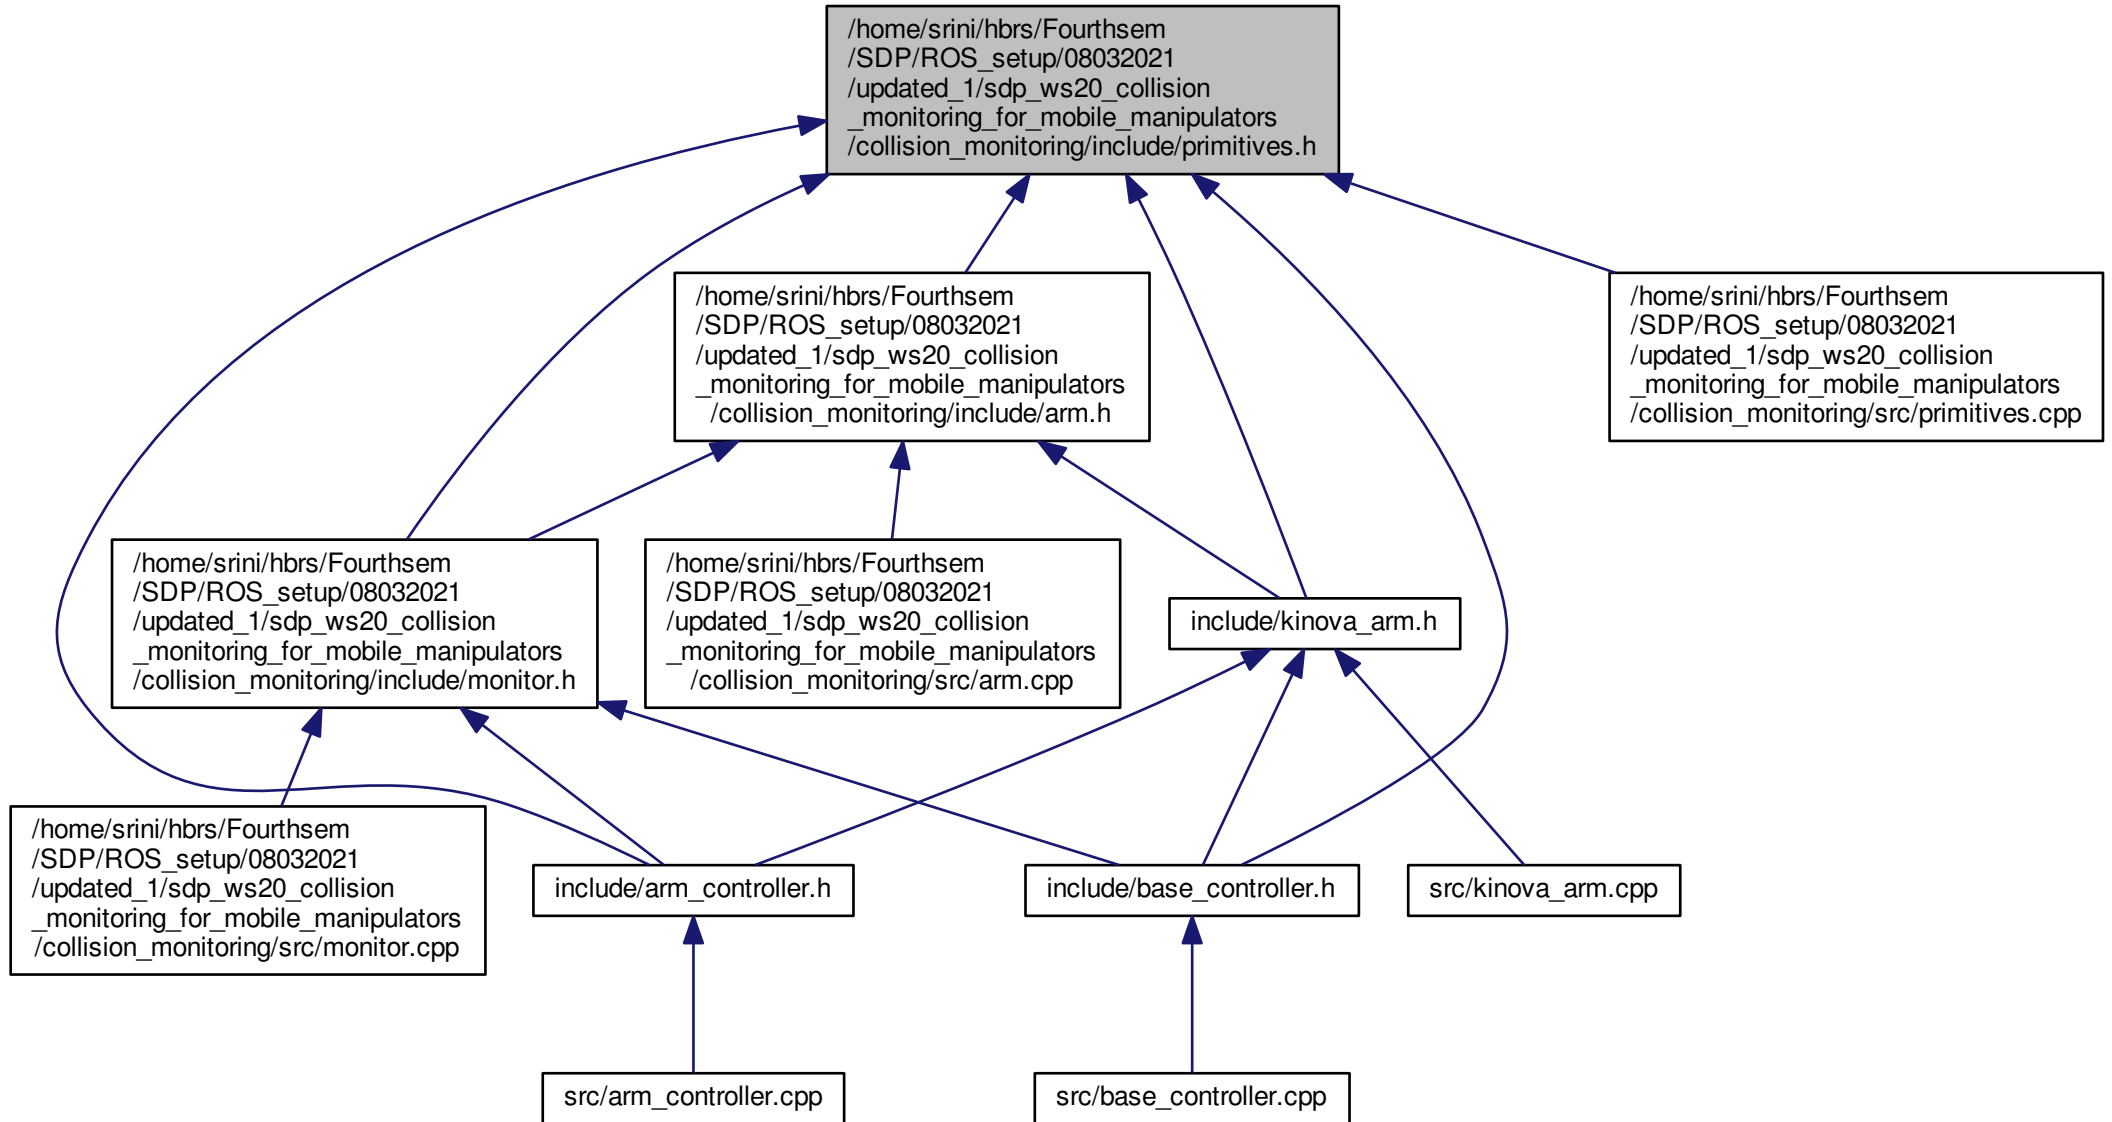 /home/srini/hbrs/Fourthsem
/SDP/ROS_setup/08032021
/updated_1/sdp_ws20_collision
_monitoring_for_mobile_manipulators
/collision_monitoring/include/primitives.h
/home/srini/hbrs/Fourthsem
/SDP/ROS_setup/08032021
/updated_1/sdp_ws20_collision
_monitoring_for_mobile_manipulators
/collision_monitoring/include/arm.h
/home/srini/hbrs/Fourthsem
/SDP/ROS_setup/08032021
/updated_1/sdp_ws20_collision
_monitoring_for_mobile_manipulators
/collision_monitoring/src/primitives.cpp
/home/srini/hbrs/Fourthsem
/SDP/ROS_setup/08032021
/updated_1/sdp_ws20_collision
_monitoring_for_mobile_manipulators
/collision_monitoring/include/monitor.h
/home/srini/hbrs/Fourthsem
/SDP/ROS_setup/08032021
/updated_1/sdp_ws20_collision
_monitoring_for_mobile_manipulators
/collision_monitoring/src/arm.cpp
include/kinova_arm.h
/home/srini/hbrs/Fourthsem
/SDP/ROS_setup/08032021
/updated_1/sdp_ws20_collision
_monitoring_for_mobile_manipulators
/collision_monitoring/src/monitor.cpp
include/arm_controller.h
include/base_controller.h
src/kinova_arm.cpp
src/arm_controller.cpp
src/base_controller.cpp